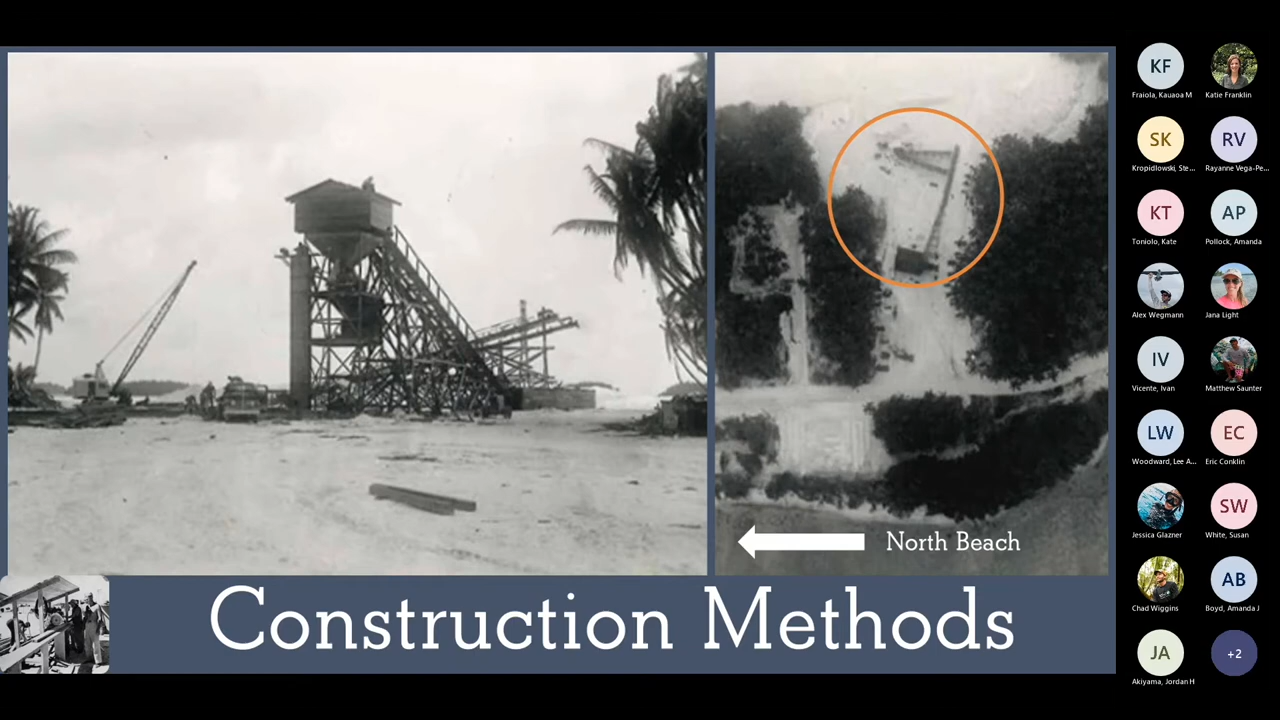 North Beach
Construction Methods
KF
Fraiola, Kauaoa M
Katie Franklin
SK
Kropidlowski, Ste...
RV
Rayanne Vega-Pe...
KT
Toniolo, Kate
AP
Pollock, Amanda
Alex Wegmann
Jana Light
IV
Vicente, Ivan
Matthew Saunter
LW
Woodward, Lee A...
EC
Eric Conklin
Jessica Glazner
SW
White, Susan
Chad Wiggins
AB
Boyd, Amanda J
JA
Akiyama, Jordan H
+2